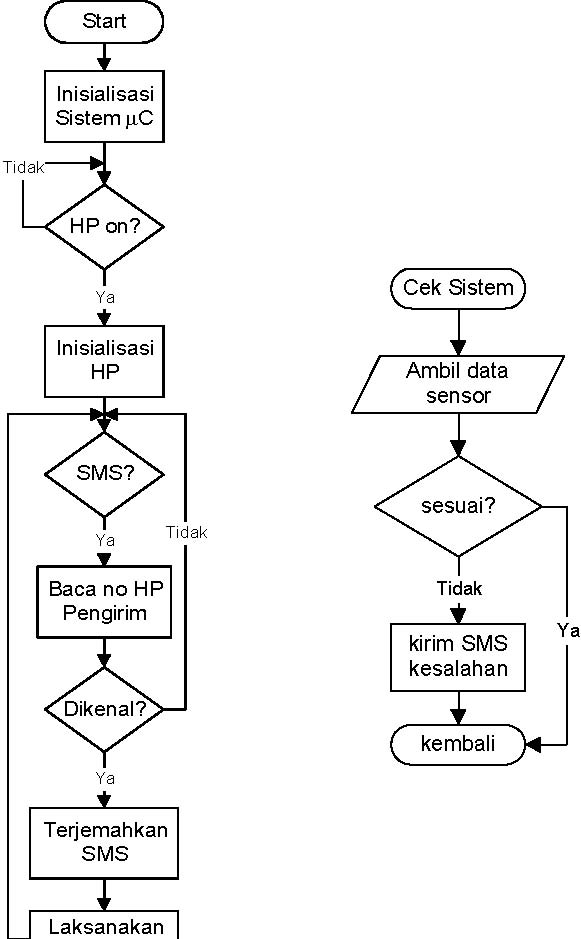 Start
Inisialisasi
Sistem µC
Tidak
HP on?
Ya
Inisialisasi
HP
SMS?
Ya
Tidak
Baca no HP
Pengirim
Dikenal?
Ya
Terjemahkan
SMS
Laksanakan
Cek Sistem
Ambil data
sensor
sesuai?
Tidak
Ya
kirim SMS
kesalahan
kembali